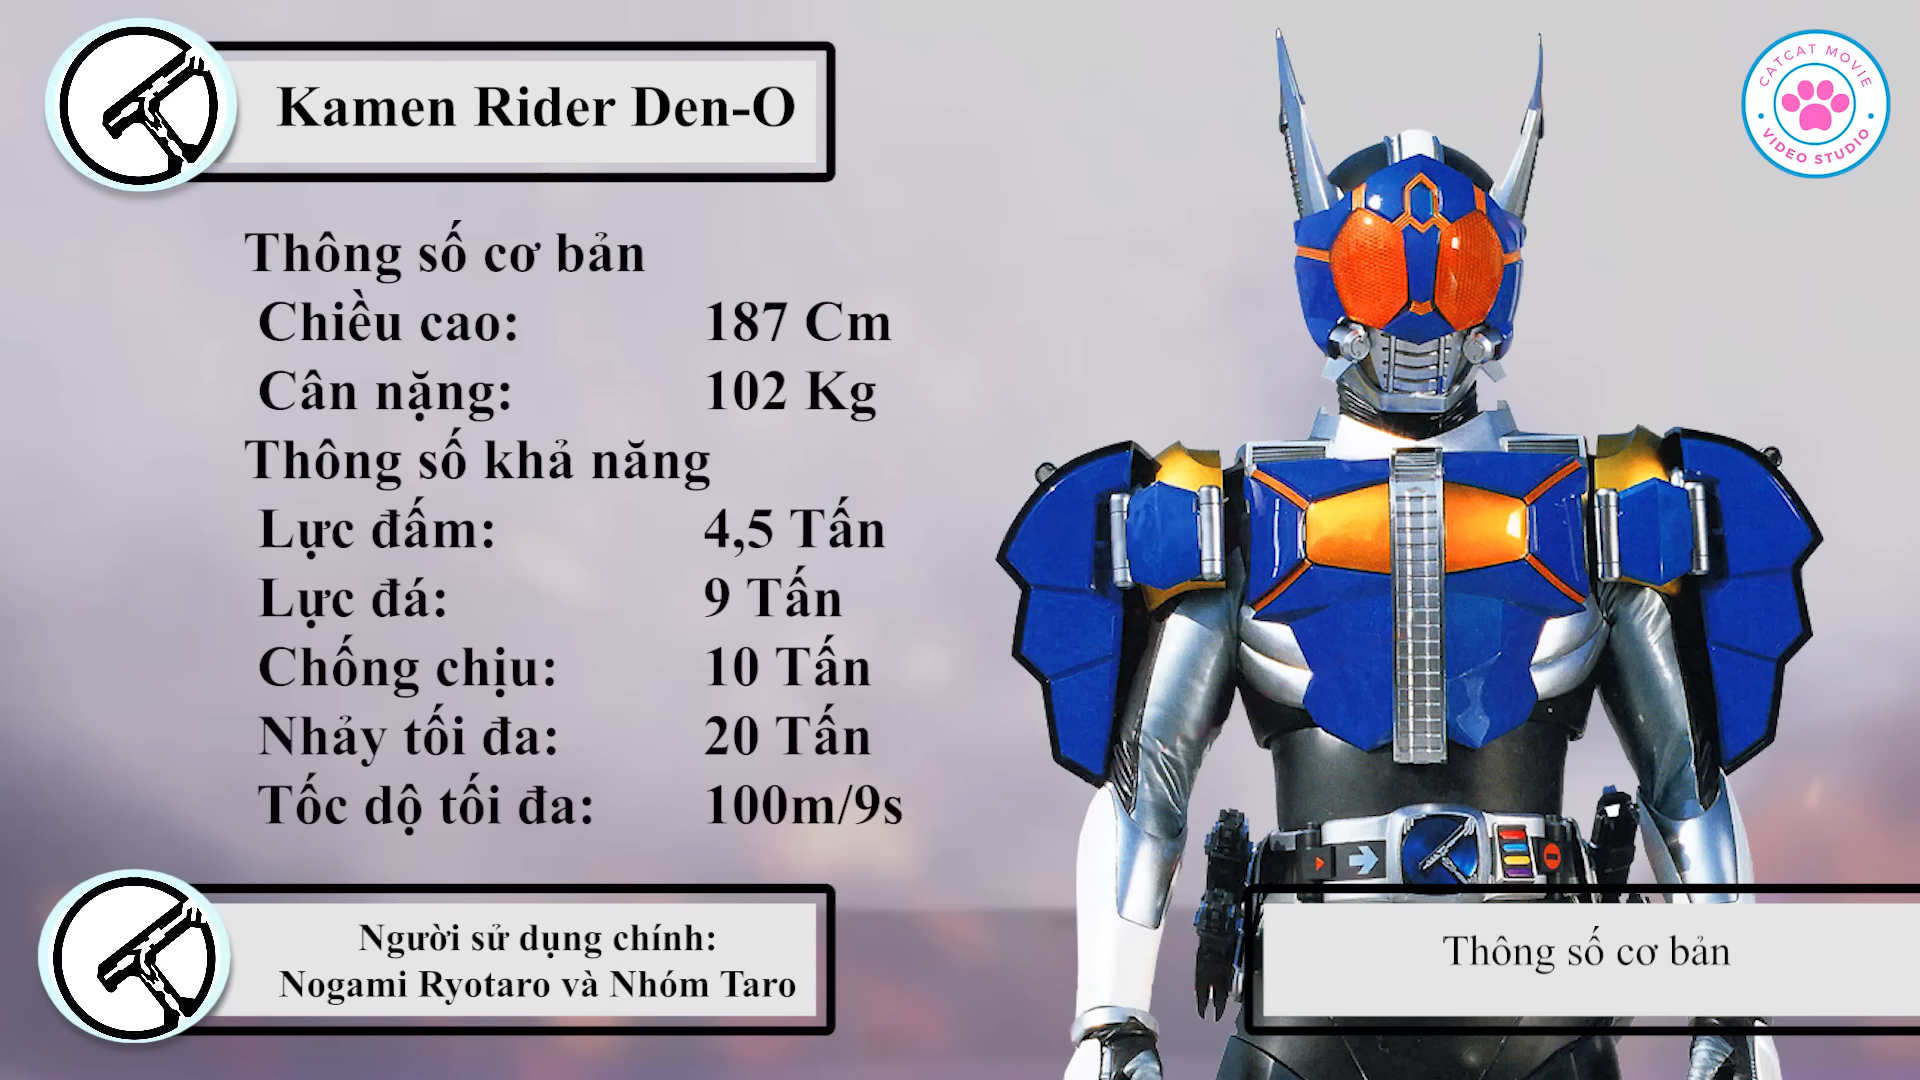 Kamen Rider Den-O
CATCAT MOVIE
VIDEO STUDIO
Thông số cơ bản
Chiều cao: 187 Cm
Cân nặng: 102 Kg
Thông số khả năng
Lực đấm: 4,5 Tấn
Lực đá: 9 Tấn
Chống chịu: 10 Tấn
Nhảy tối đa: 20 Tấn
Tốc dộ tối đa: 100m/9s
Người sử dụng chính:
Nogami Ryotaro và Nhóm Taro
Thông số cơ bản